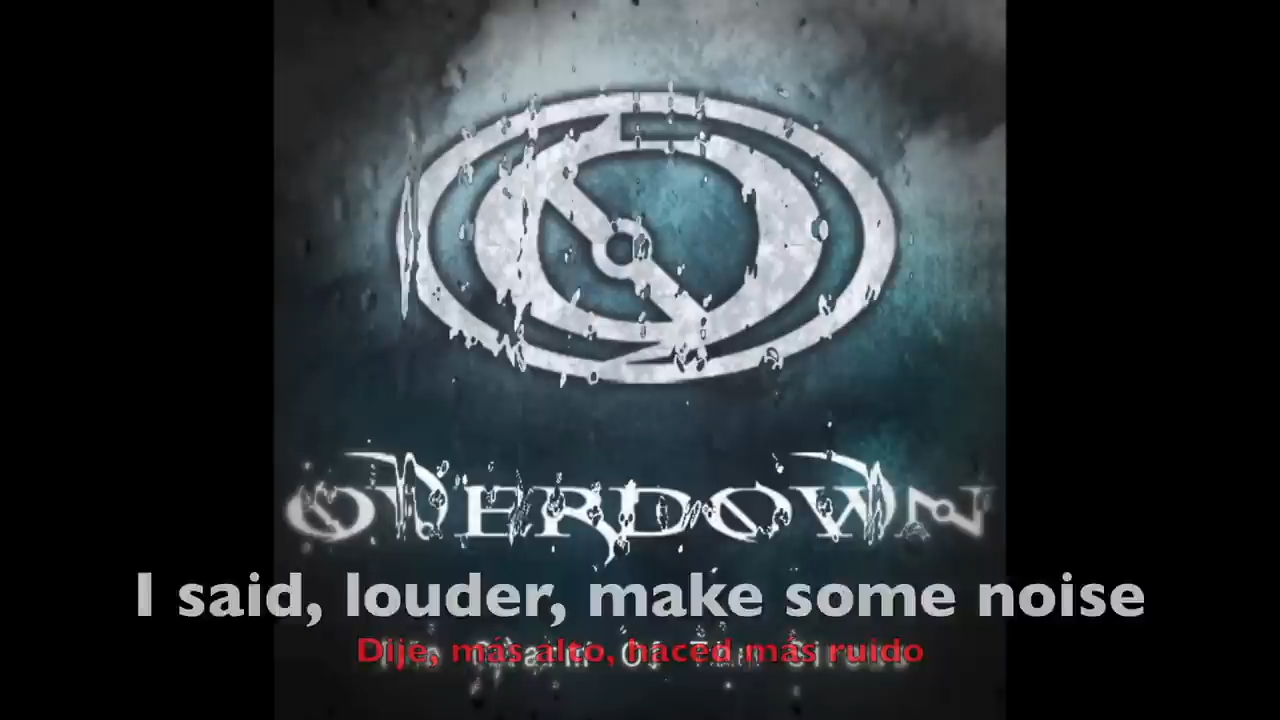 OVERDOWN
I said, louder, make some noise
Dije, más alto, haced más ruido